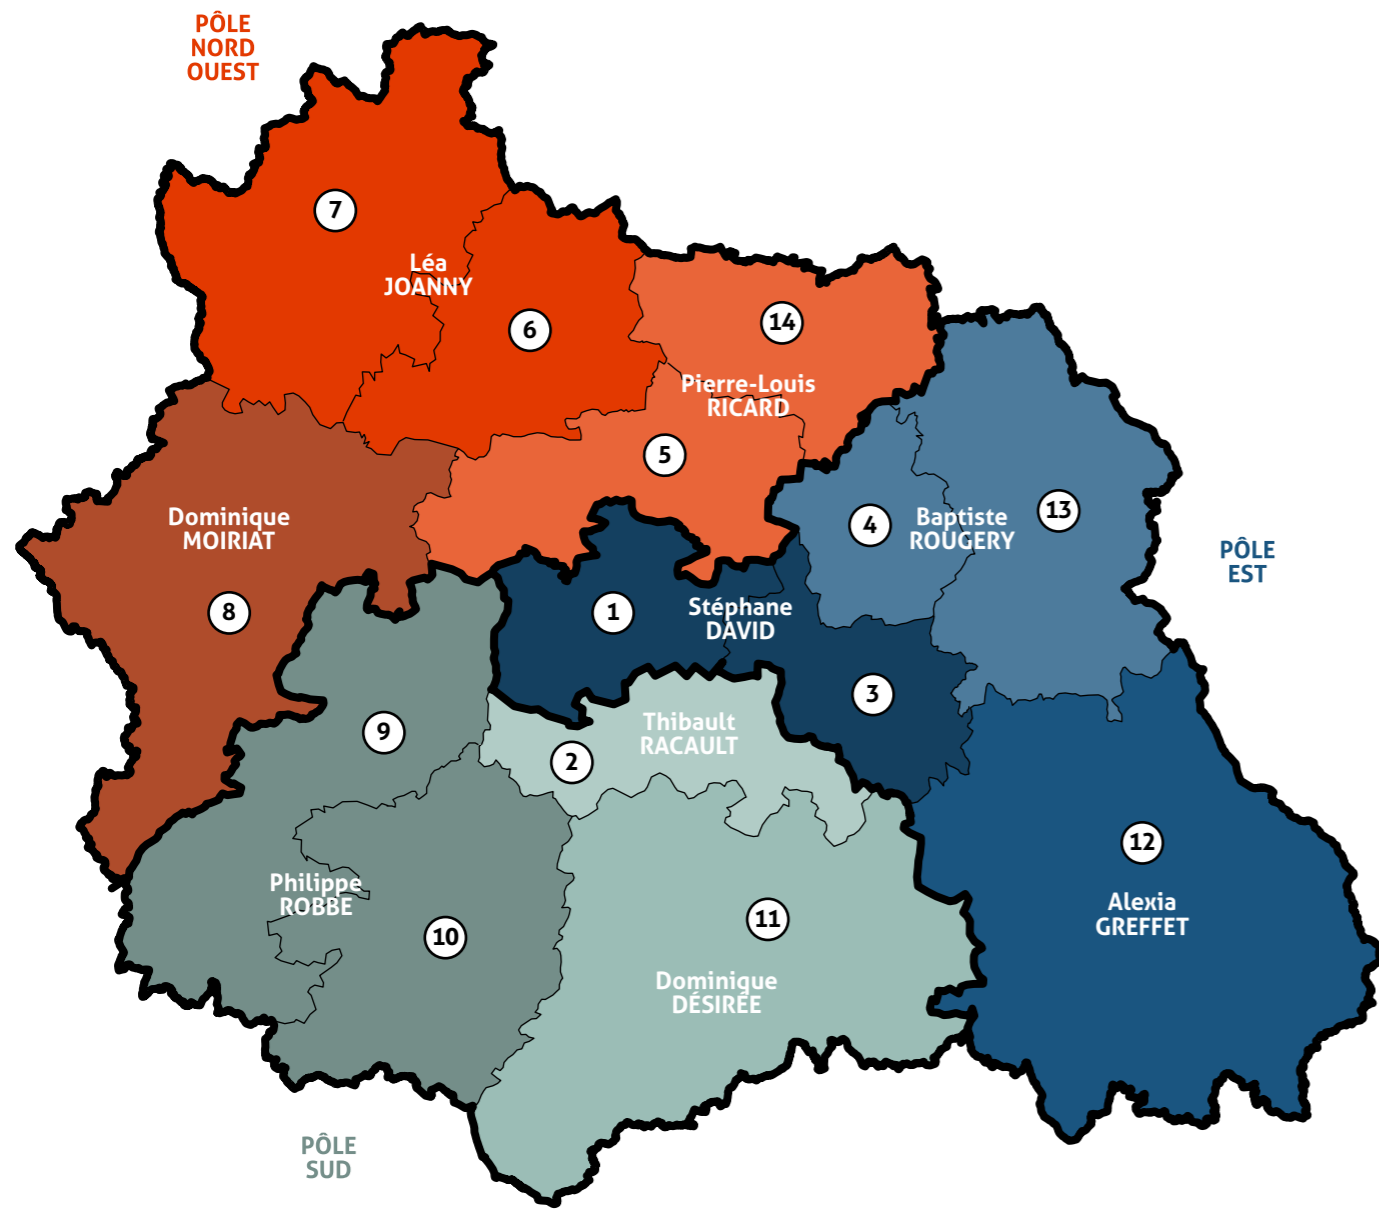 PÔLE
NORD
OUEST
7
Léa
JOANNY
6
14
Pierre-Louis
RICARD
5
Dominique
MOIRIAT
8
4
Baptiste
ROUGERY
13
PÔLE
EST
1
Stéphane
DAVID
3
9
2
Thibault
RACAULT
12
Alexia
GREFFET
Philippe
ROBBE
10
11
Dominique
DÉSIRÉE
PÔLE
SUD